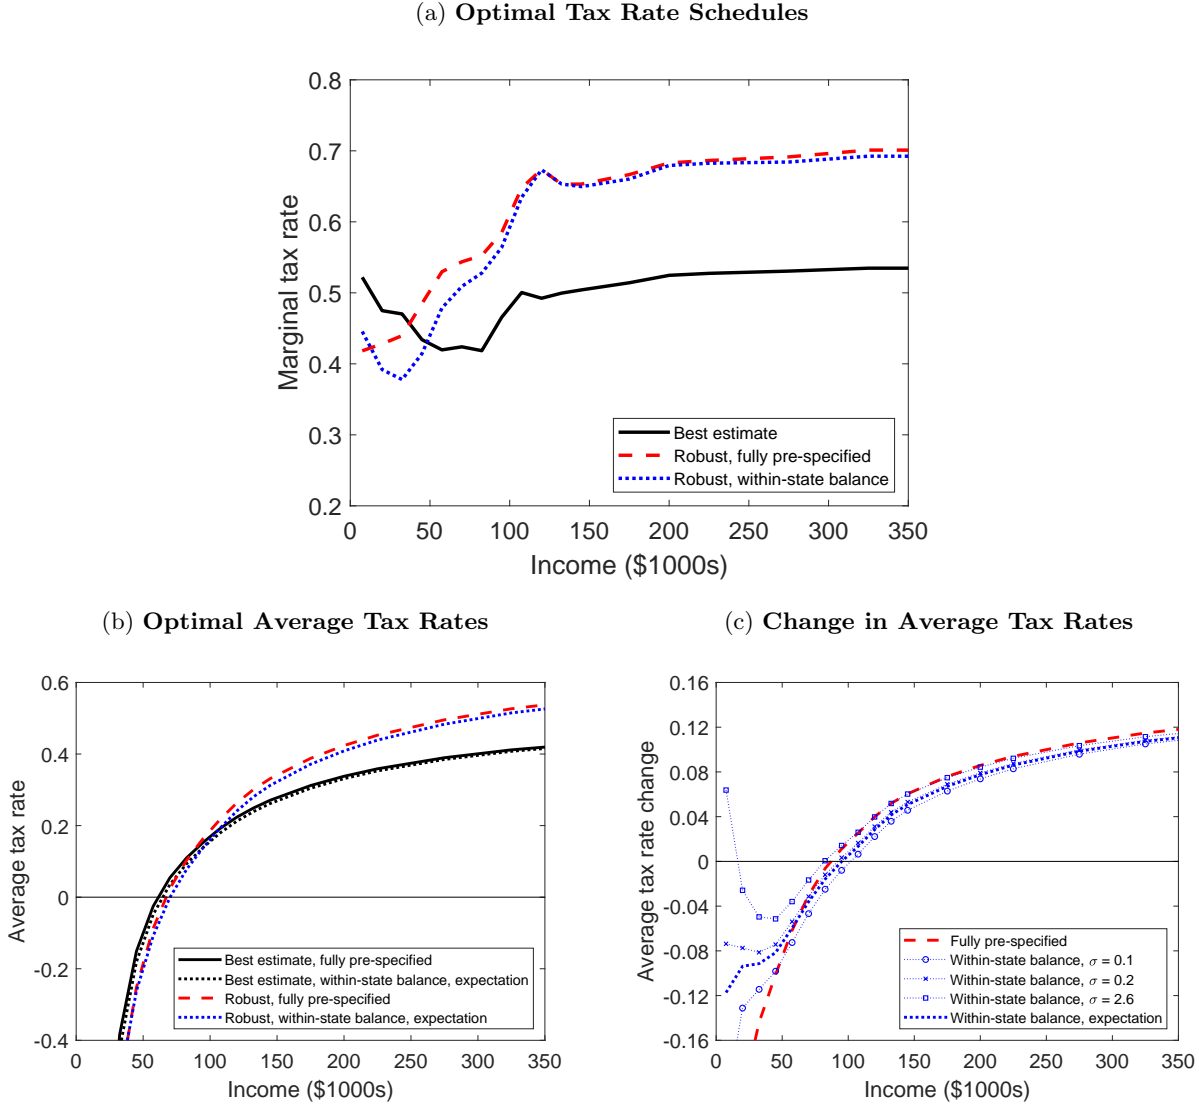 (a) Optimal Tax Rate Schedules
0.8
0.7
0.6
0.5
0.4
0.3
0.2
Marginal tax rate
Best estimate
Robust, fully pre-specified
Robust, within-state balance
0 50 100 150 200 250 300 350
Income ($1000s)
(b) Optimal Average Tax Rates
0.6
0.4
0.2
0
-0.2
-0.4
Average tax rate
Best estimate, fully pre-specified
Best estimate, within-state balance, expectation
Robust, fully pre-specified
Robust, within-state balance, expectation
0 50 100 150 200 250 300 350
Income ($1000s)
(c) Change in Average Tax Rates
0.16
0.12
0.08
0.04
0
-0.04
-0.08
-0.12
-0.16
Average tax rate change
Fully pre-specified
Within-state balance, σ = 0.1
Within-state balance, σ = 0.2
Within-state balance, σ = 2.6
Within-state balance, expectation
0 50 100 150 200 250 300 350
Income ($1000s)